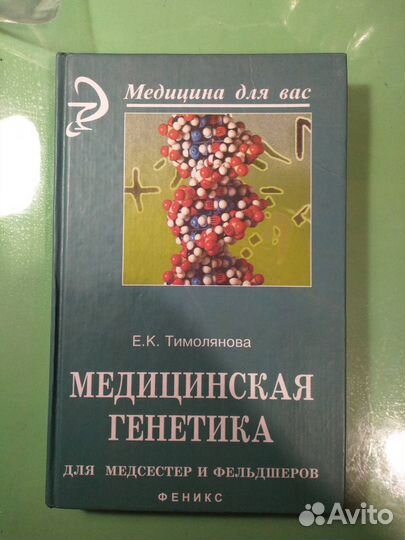 Медицина для вас
Е.К. Тимолянова
МЕДИЦИНСКАЯ
ГЕНЕТИКА
ДЛЯ МЕДСЕСТЕР И ФЕЛЬДШЕРОВ
ФЕНИКС
Avito